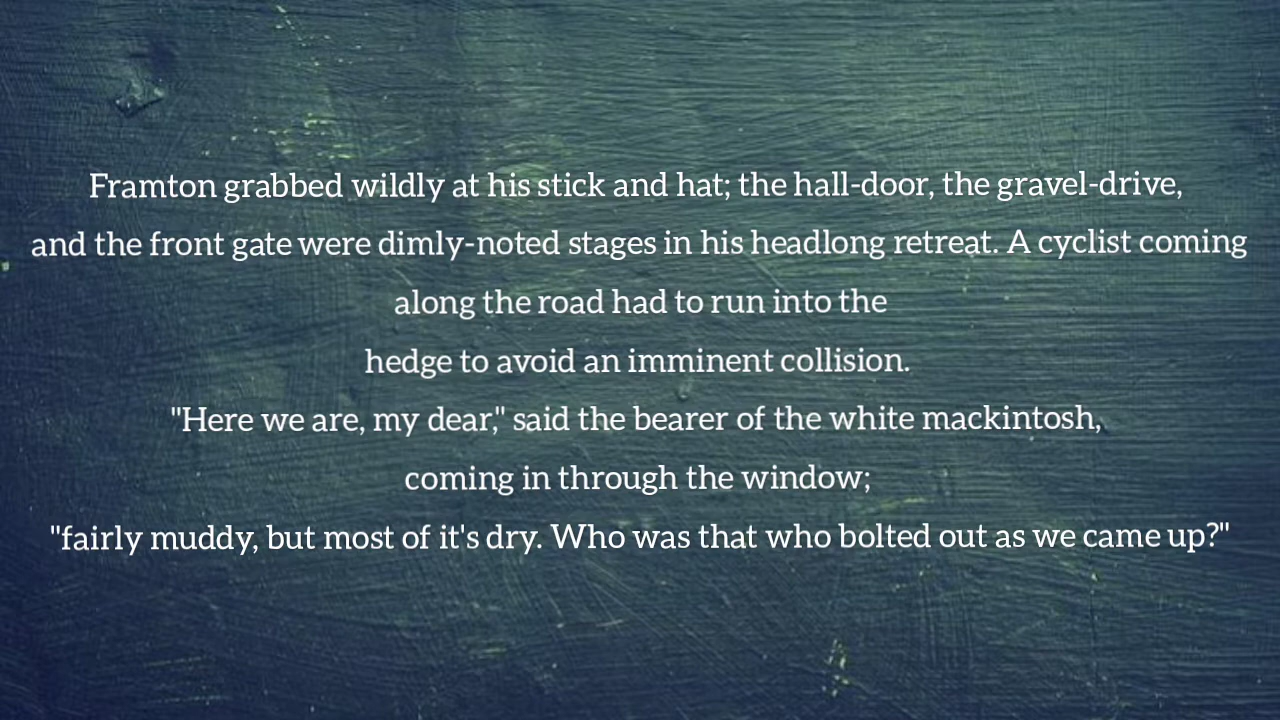 Framton grabbed wildly at his stick and hat; the hall-door, the gravel-drive,
and the front gate were dimly-noted stages in his headlong retreat. A cyclist coming
along the road had to run into the
hedge to avoid an imminent collision.
"Here we are, my dear," said the bearer of the white mackintosh,
coming in through the window;
"fairly muddy, but most of it's dry. Who was that who bolted out as we came up?"